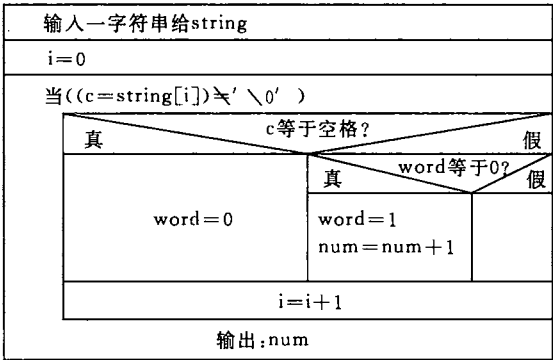 输入一字符串给string
i=0
当((c=string[i])≠'\0' )
c等于空格?
真
假
word等于0?
真
假
word=0
word=1
num=num+1
i=i+1
输出:num